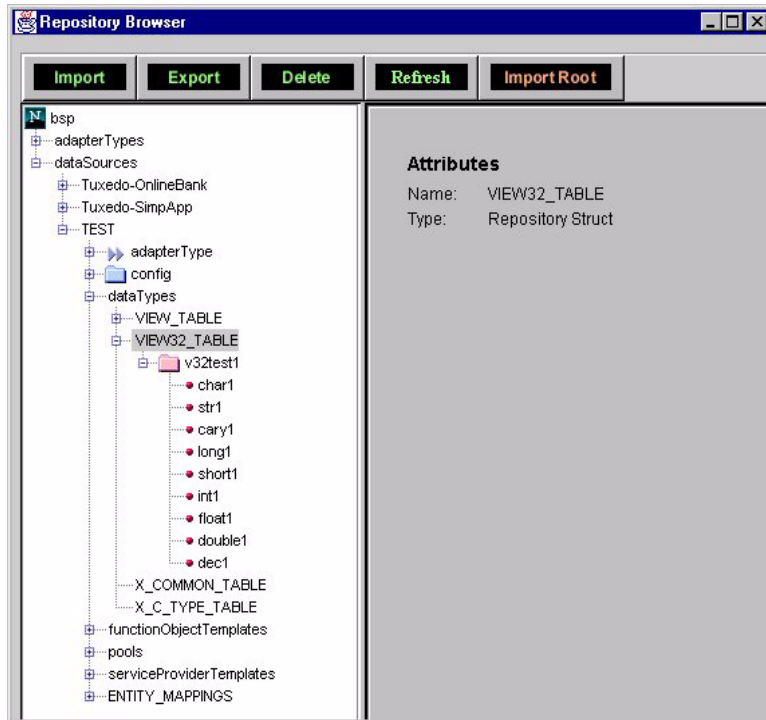 Repository Browser
Import Export Delete Refresh Import Root
N bsp
adapterTypes
dataSources
Tuxedo-OnlineBank
Tuxedo-SimpApp
TEST
adapterType
config
dataTypes
VIEW_TABLE
VIEW32_TABLE
v32test1
char1
str1
cary1
long1
short1
int1
float1
double1
dec1
X_COMMON_TABLE
X_C_TYPE_TABLE
functionObjectTemplates
pools
serviceProviderTemplates
ENTITY_MAPPINGS
Attributes
Name: VIEW32_TABLE
Type: Repository Struct